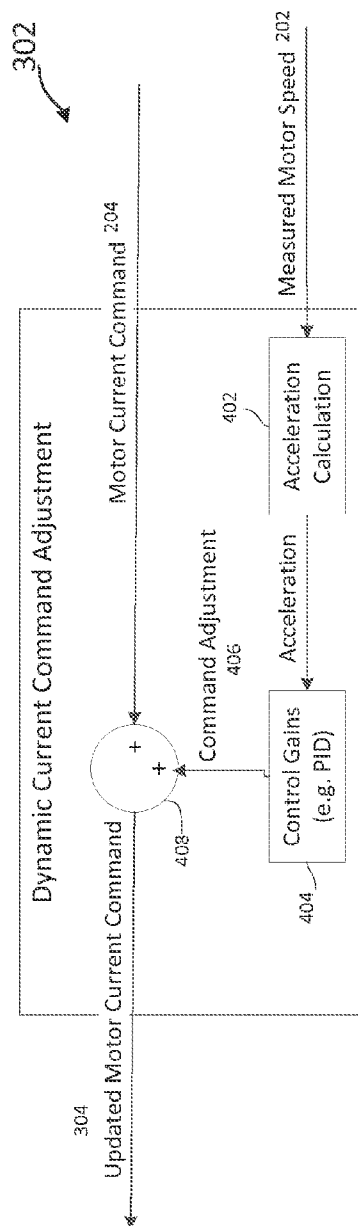 302
Dynamic Current Command Adjustment
304
Updated Motor Current Command
Motor Current Command 204
+
+
408
Command Adjustment
406
Control Gains
(e.g. PID)
404
Acceleration
Acceleration
Calculation
402
Measured Motor Speed 202